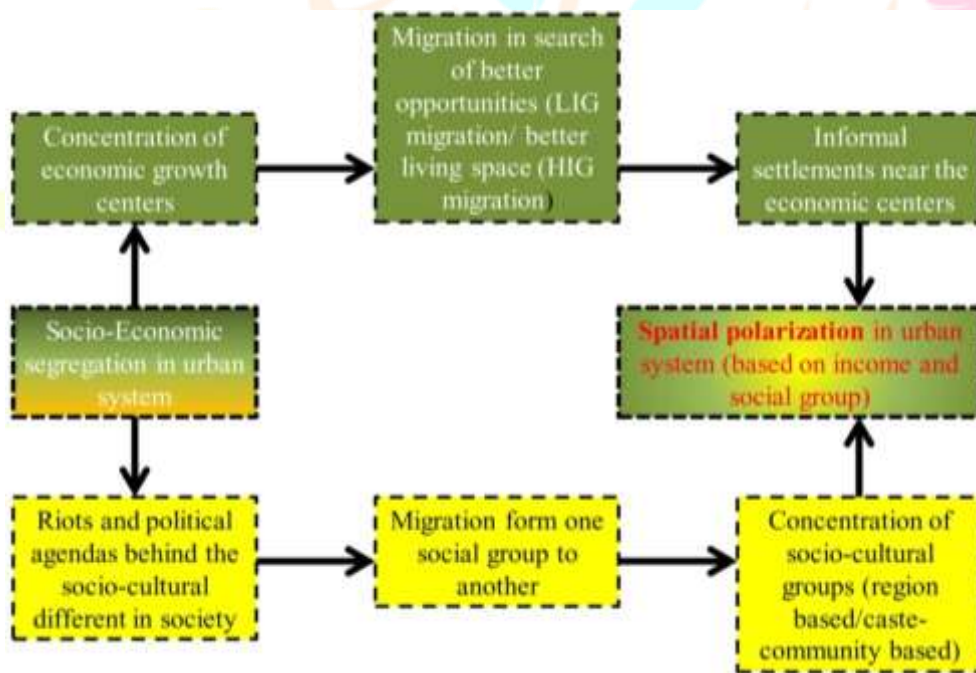 Migration in search
of better
opportunities (LIG
migration/ better
living space (HIG
migration)
Concentration of
economic growth
centers
Informal
settlements near the
economic centers
Socio-Economic
segregation in urban
system
Spatial polarization in urban
system (based on income and
social group)
Riots and political
agendas behind the
socio-cultural
different in society
Migration form one
social group to
another
Concentration of
socio-cultural
groups (region
based/caste-
community based)